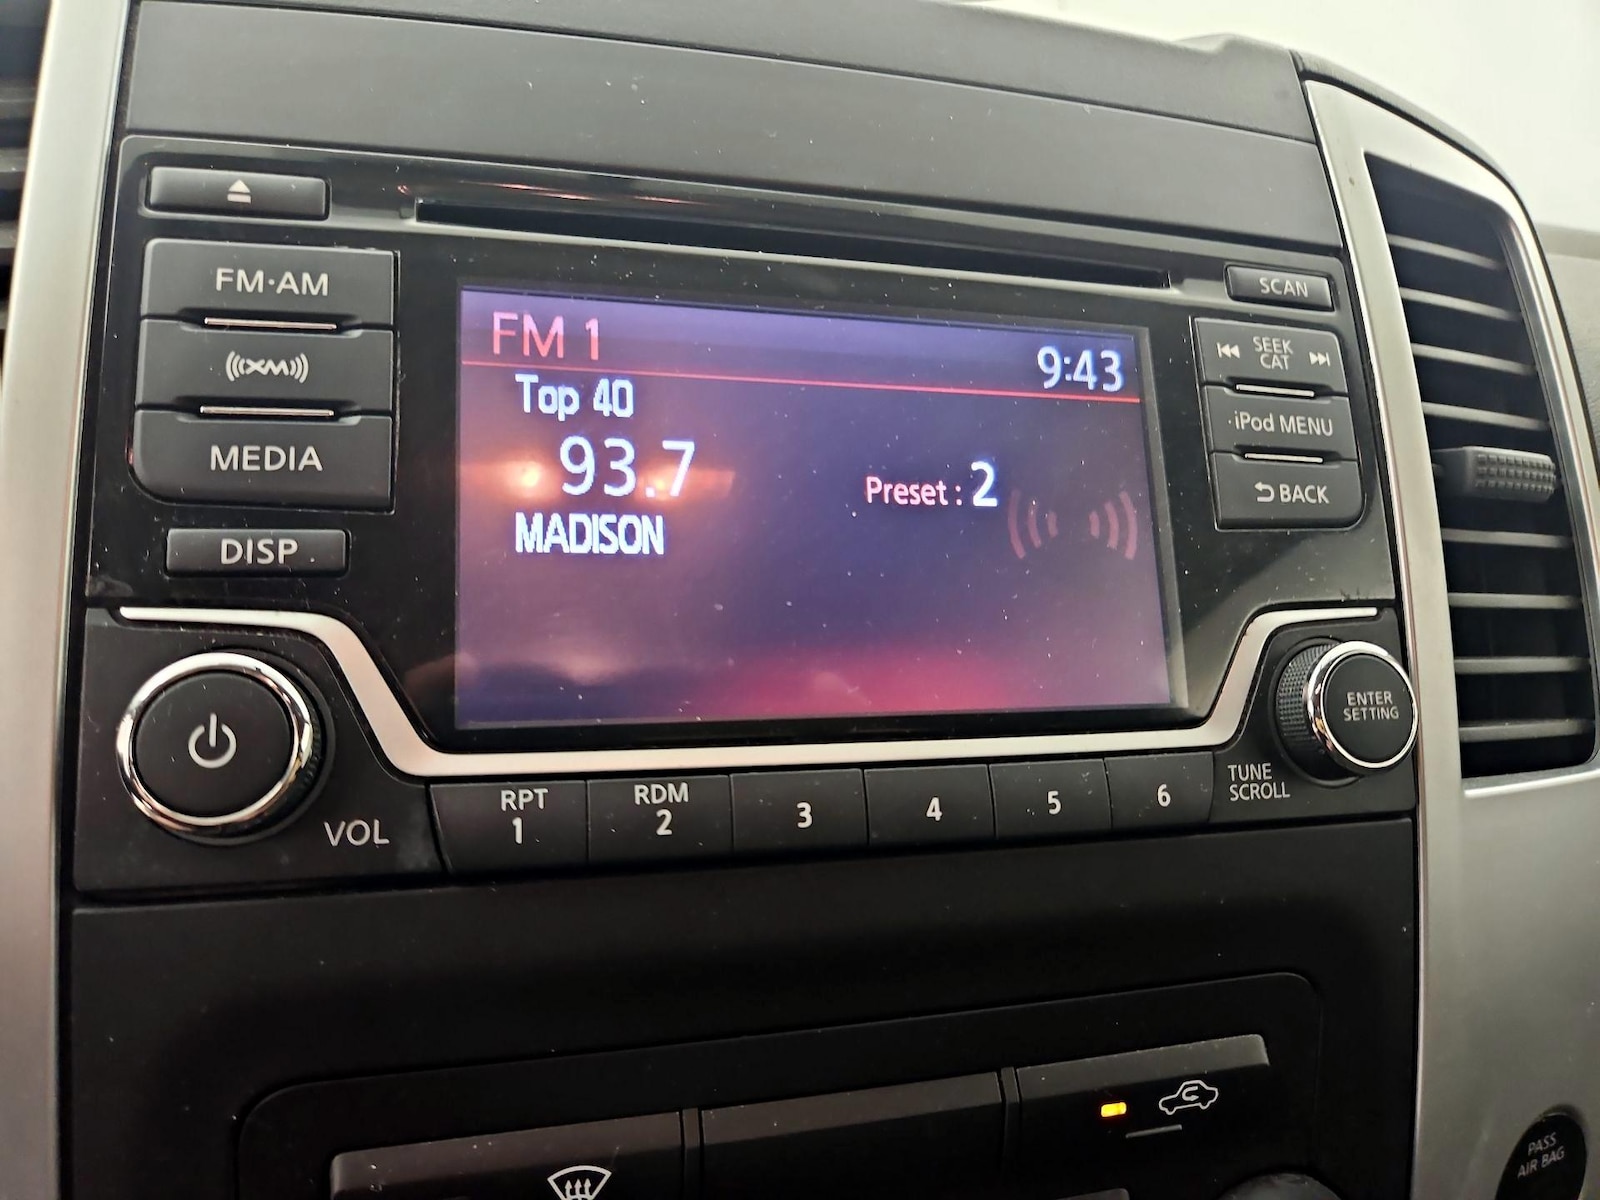 SCAN
FM·AM
SEEK
CAT
XM
iPod MENU
MEDIA
BACK
DISP
FM 1
9:43
Top 40
93.7
Preset : 2
MADISON
ENTER
SETTING
VOL
RPT
1
RDM
2
3
4
5
6
TUNE
SCROLL
PASS
AIR BAG